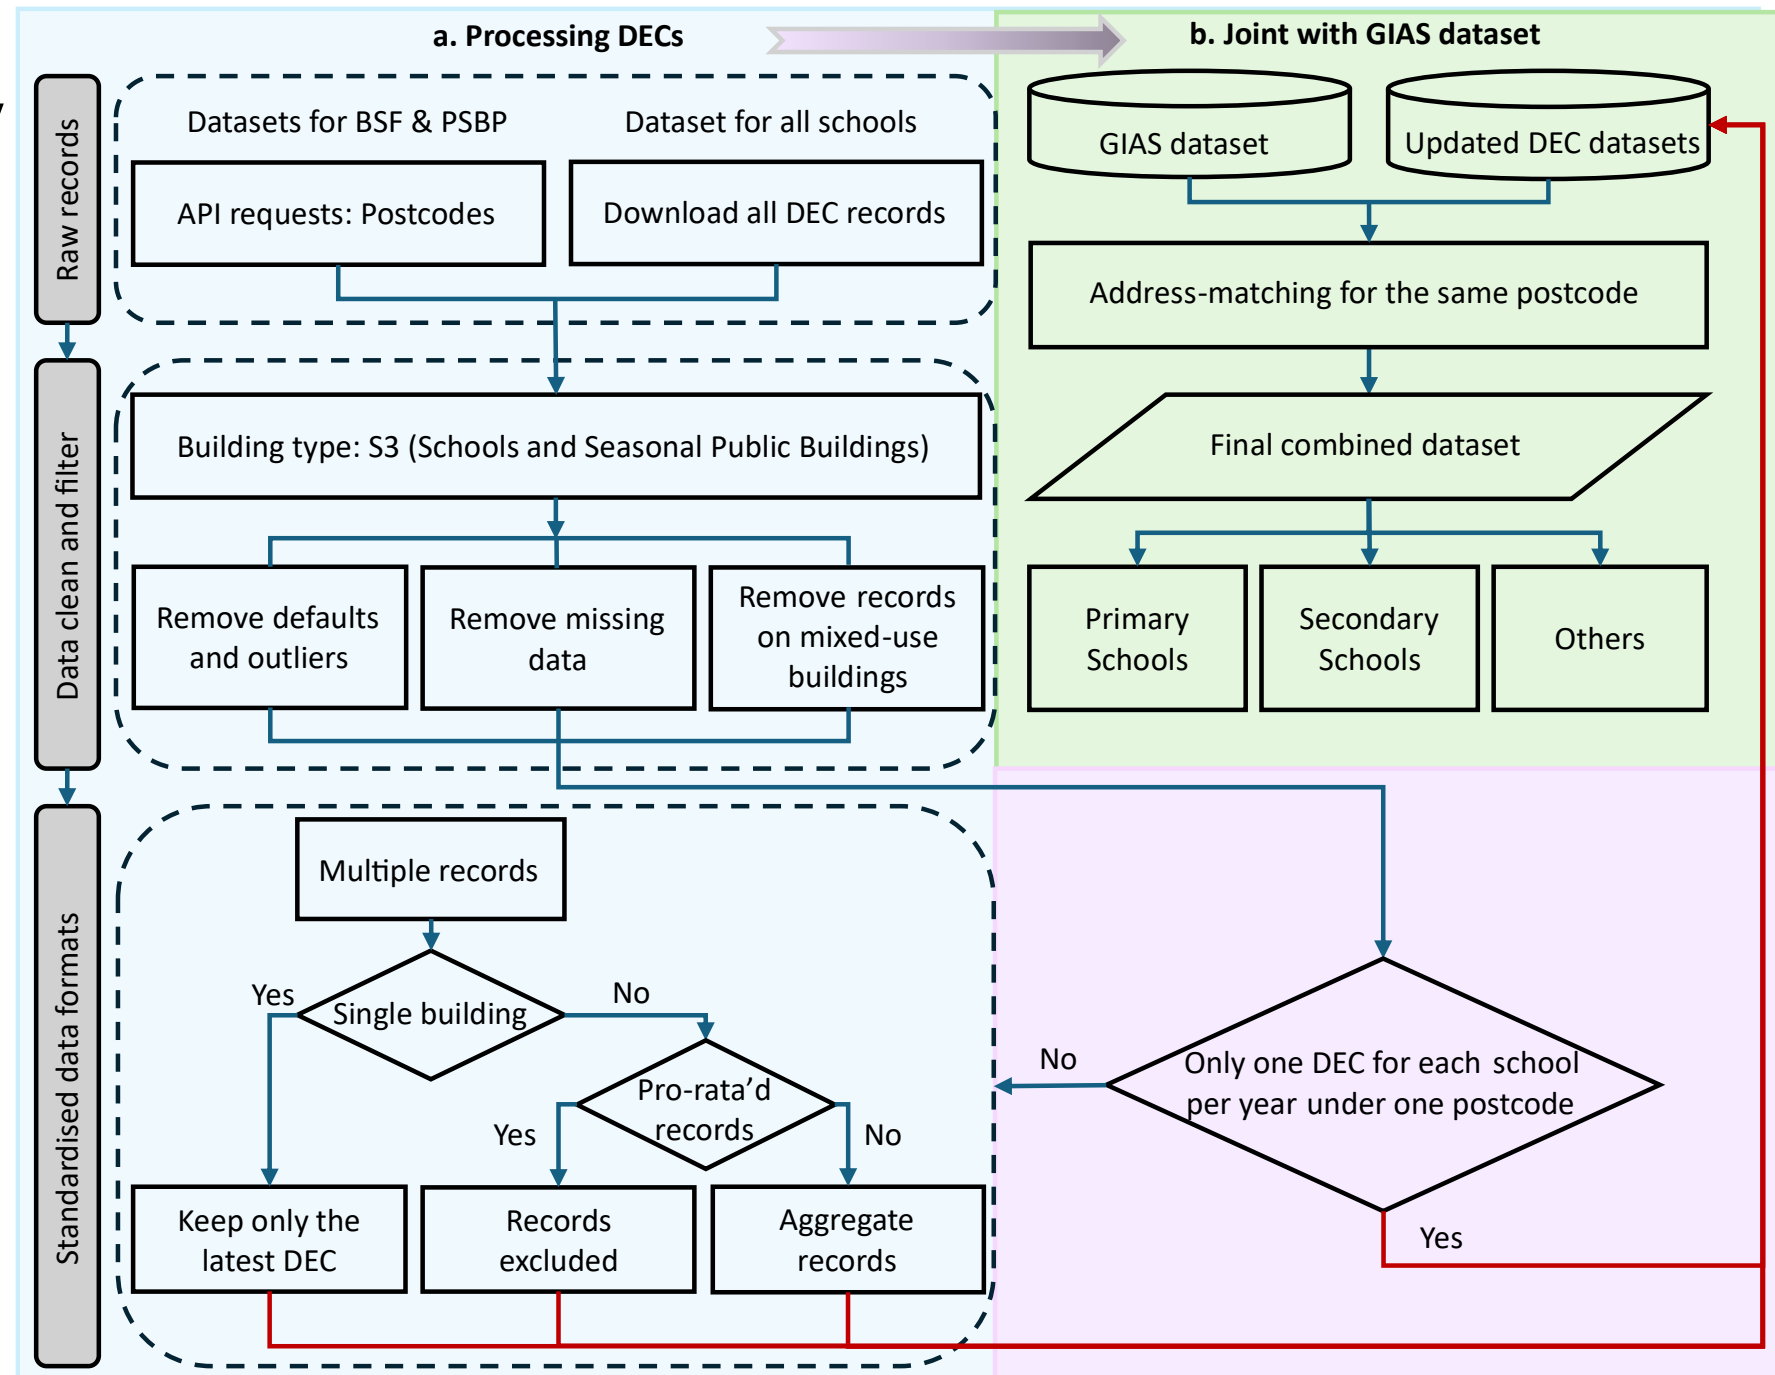 a. Processing DECs
b. Joint with GIAS dataset
Raw records
Datasets for BSF & PSBP
Dataset for all schools
API requests: Postcodes
Download all DEC records
GIAS dataset
Updated DEC datasets
Address-matching for the same postcode
Data clean and filter
Building type: S3 (Schools and Seasonal Public Buildings)
Final combined dataset
Remove defaults
and outliers
Remove missing
data
Remove records
on mixed-use
buildings
Primary
Schools
Secondary
Schools
Others
Standardised data formats
Multiple records
Single building
Yes
No
Pro-rata'd
records
Yes
No
Keep only the
latest DEC
Records
excluded
Aggregate
records
No
Only one DEC for each school
per year under one postcode
Yes